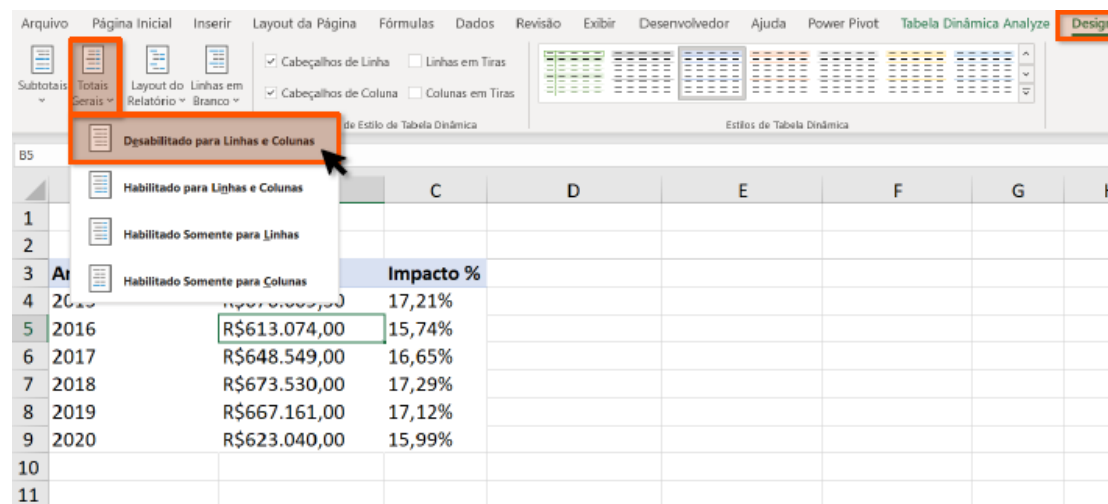 Arquivo Página Inicial Inserir Layout da Página Fórmulas Dados Revisão Exibir Desenvolvedor Ajuda Power Pivot Tabela Dinâmica Analyze Design
Subtotais Totais Gerais Layout do Relatório Linhas em Branco
Cabeçalhos de Linha Linhas em Tiras
Cabeçalhos de Coluna Colunas em Tiras
de Estilo de Tabela Dinâmica Estilos de Tabela Dinâmica
Desabilitado para Linhas e Colunas
Habilitado para Linhas e Colunas
Habilitado Somente para Linhas
Habilitado Somente para Colunas
B5
C D E F G
1
2
3 Impacto %
4 17,21%
5 2016 R$613.074,00 15,74%
6 2017 R$648.549,00 16,65%
7 2018 R$673.530,00 17,29%
8 2019 R$667.161,00 17,12%
9 2020 R$623.040,00 15,99%
10
11